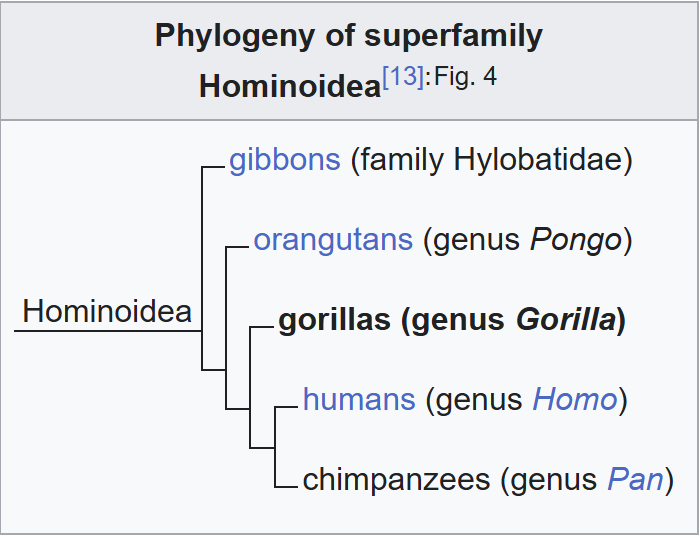 Phylogeny of superfamily
Hominoidea[13]:Fig. 4
gibbons (family Hylobatidae)
orangutans (genus Pongo)
Hominoidea
gorillas (genus Gorilla)
humans (genus Homo)
chimpanzees (genus Pan)